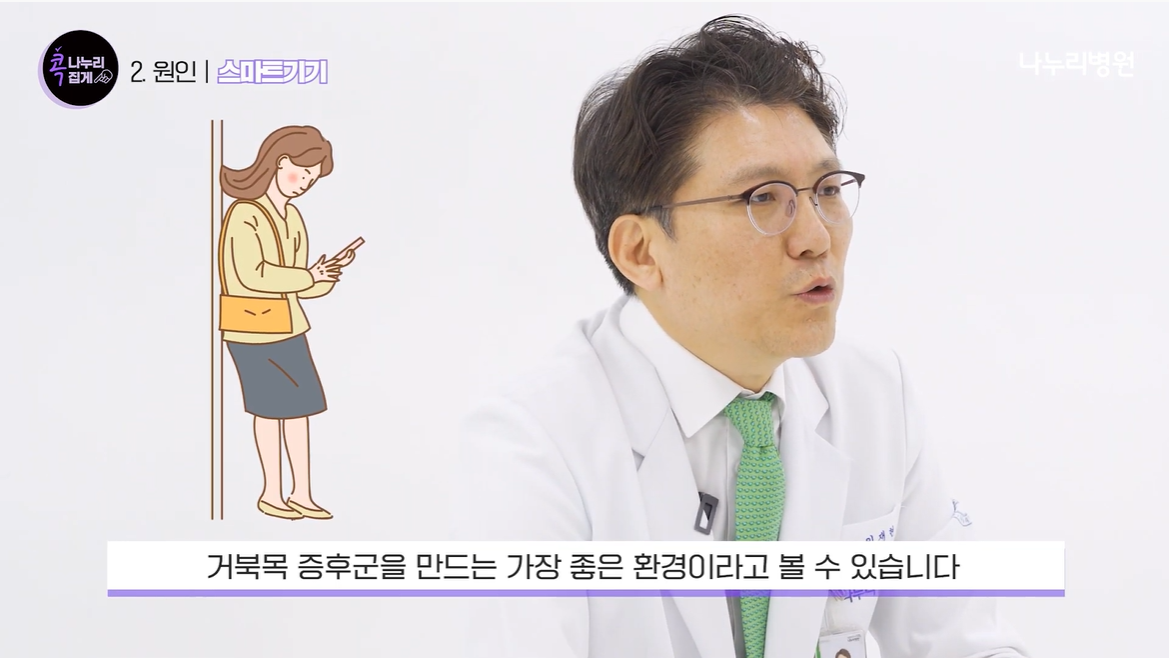 콕
나누리
집게
2. 원인 | 스마트기기
나누리병원
거북목 증후군을 만드는 가장 좋은 환경이라고 볼 수 있습니다